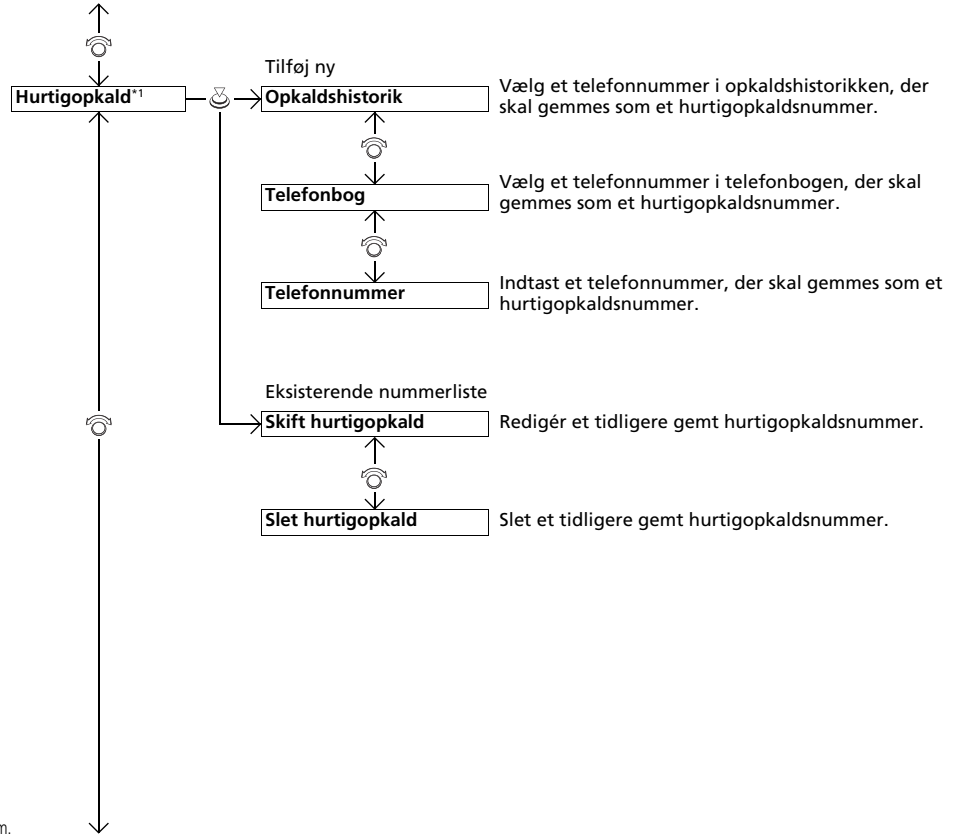 Tilføj ny
Hurtigopkald*1
Opkaldshistorik
Vælg et telefonnummer i opkaldshistorikken, der
skal gemmes som et hurtigopkaldsnummer.
Telefonbog
Vælg et telefonnummer i telefonbogen, der skal
gemmes som et hurtigopkaldsnummer.
Telefonnummer
Indtast et telefonnummer, der skal gemmes som et
hurtigopkaldsnummer.
Eksisterende nummerliste
Skift hurtigopkald
Redigér et tidligere gemt hurtigopkaldsnummer.
Slet hurtigopkald
Slet et tidligere gemt hurtigopkaldsnummer.